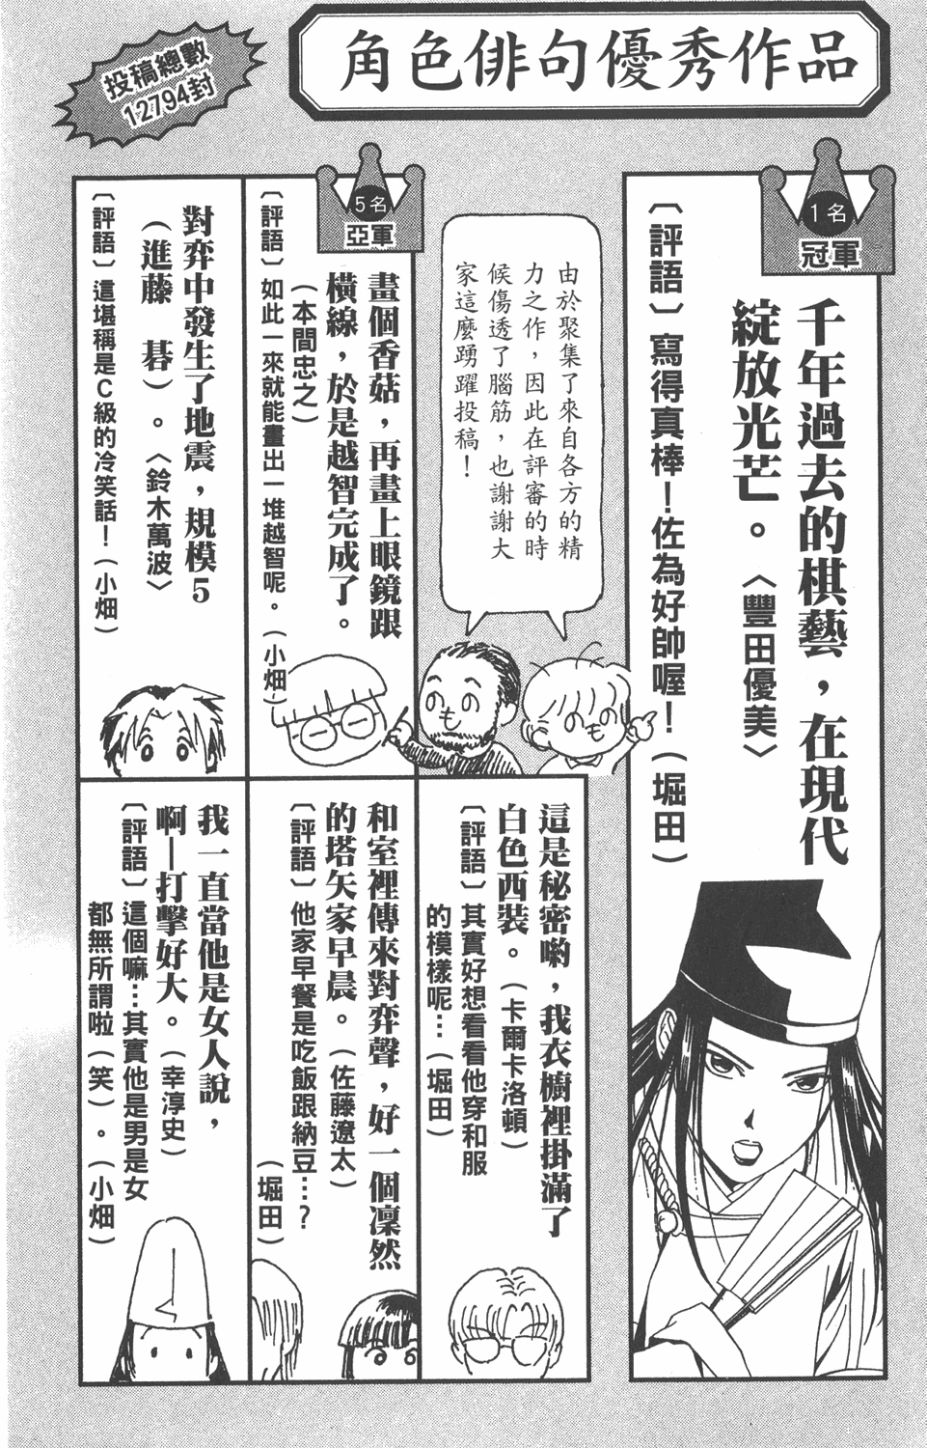 角色俳句優秀作品
投稿總數
12794封
1名
冠軍
千年過去的棋藝，在現代
綻放光芒。〈豐田優美〉
〔評語〕寫得真棒！佐為好帥喔！（堀田）
由於聚集了來自各方的精
力之作，因此在評審的時
候傷透了腦筋，也謝謝大
家這麼踴躍投稿！
5名
亞軍
畫個香菇，再畫上眼鏡跟
橫線，於是越智完成了。
（本間忠之）
〔評語〕如此一來就能畫出一堆越智呢。（小畑）
對弈中發生了地震，規模5
（進藤　碁）。〈鈴木萬波〉
〔評語〕這堪稱是C級的冷笑話！（小畑）
這是秘密喲，我衣櫥裡掛滿了
白色西裝。（卡爾卡洛頓）
〔評語〕其實好想看看他穿和服
的模樣呢…（堀田）
和室裡傳來對弈聲，好一個凜然
的塔矢家早晨。（佐藤遼太）
〔評語〕他家早餐是吃飯跟納豆…？
（堀田）
我一直當他是女人說，
啊—打擊好大。（幸淳史）
〔評語〕這個嘛…其實他是男是女
都無所謂啦（笑）。（小畑）